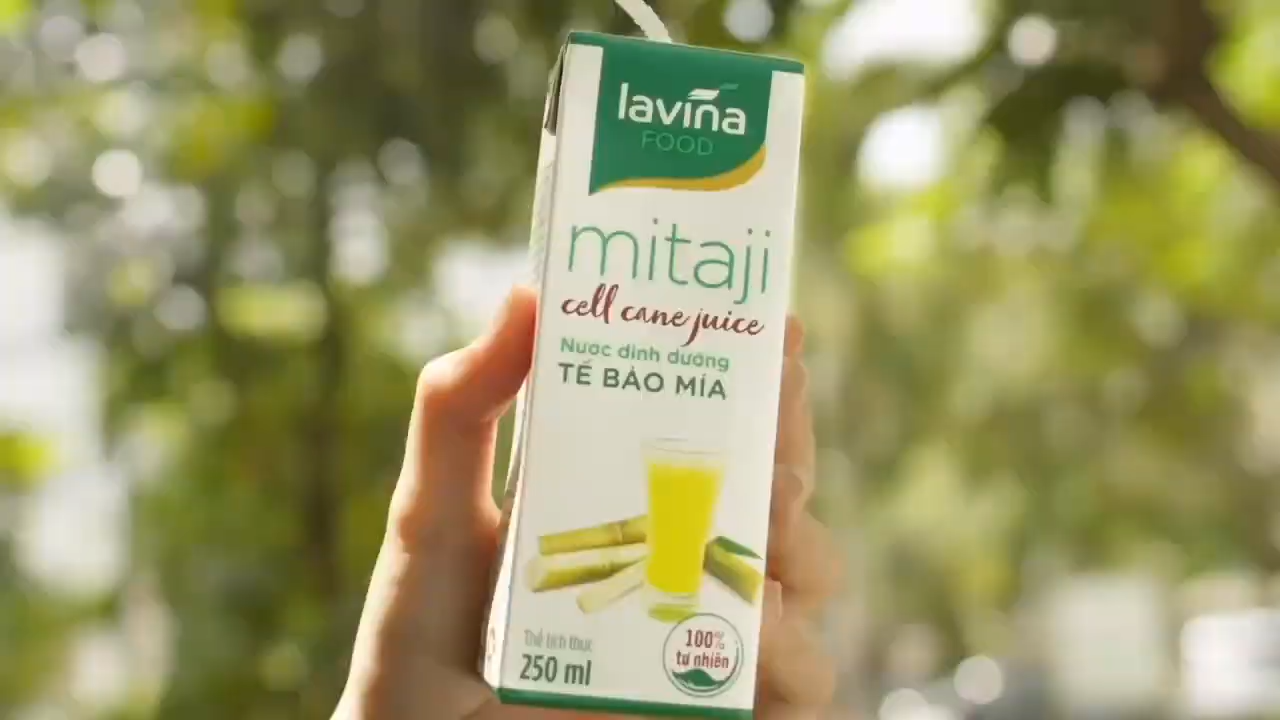 lavina
FOOD
mitaji
cell cane juice
Nước dinh dưỡng
TẾ BÀO MÍA
Thể tích thực
250 ml
100%
tự nhiên